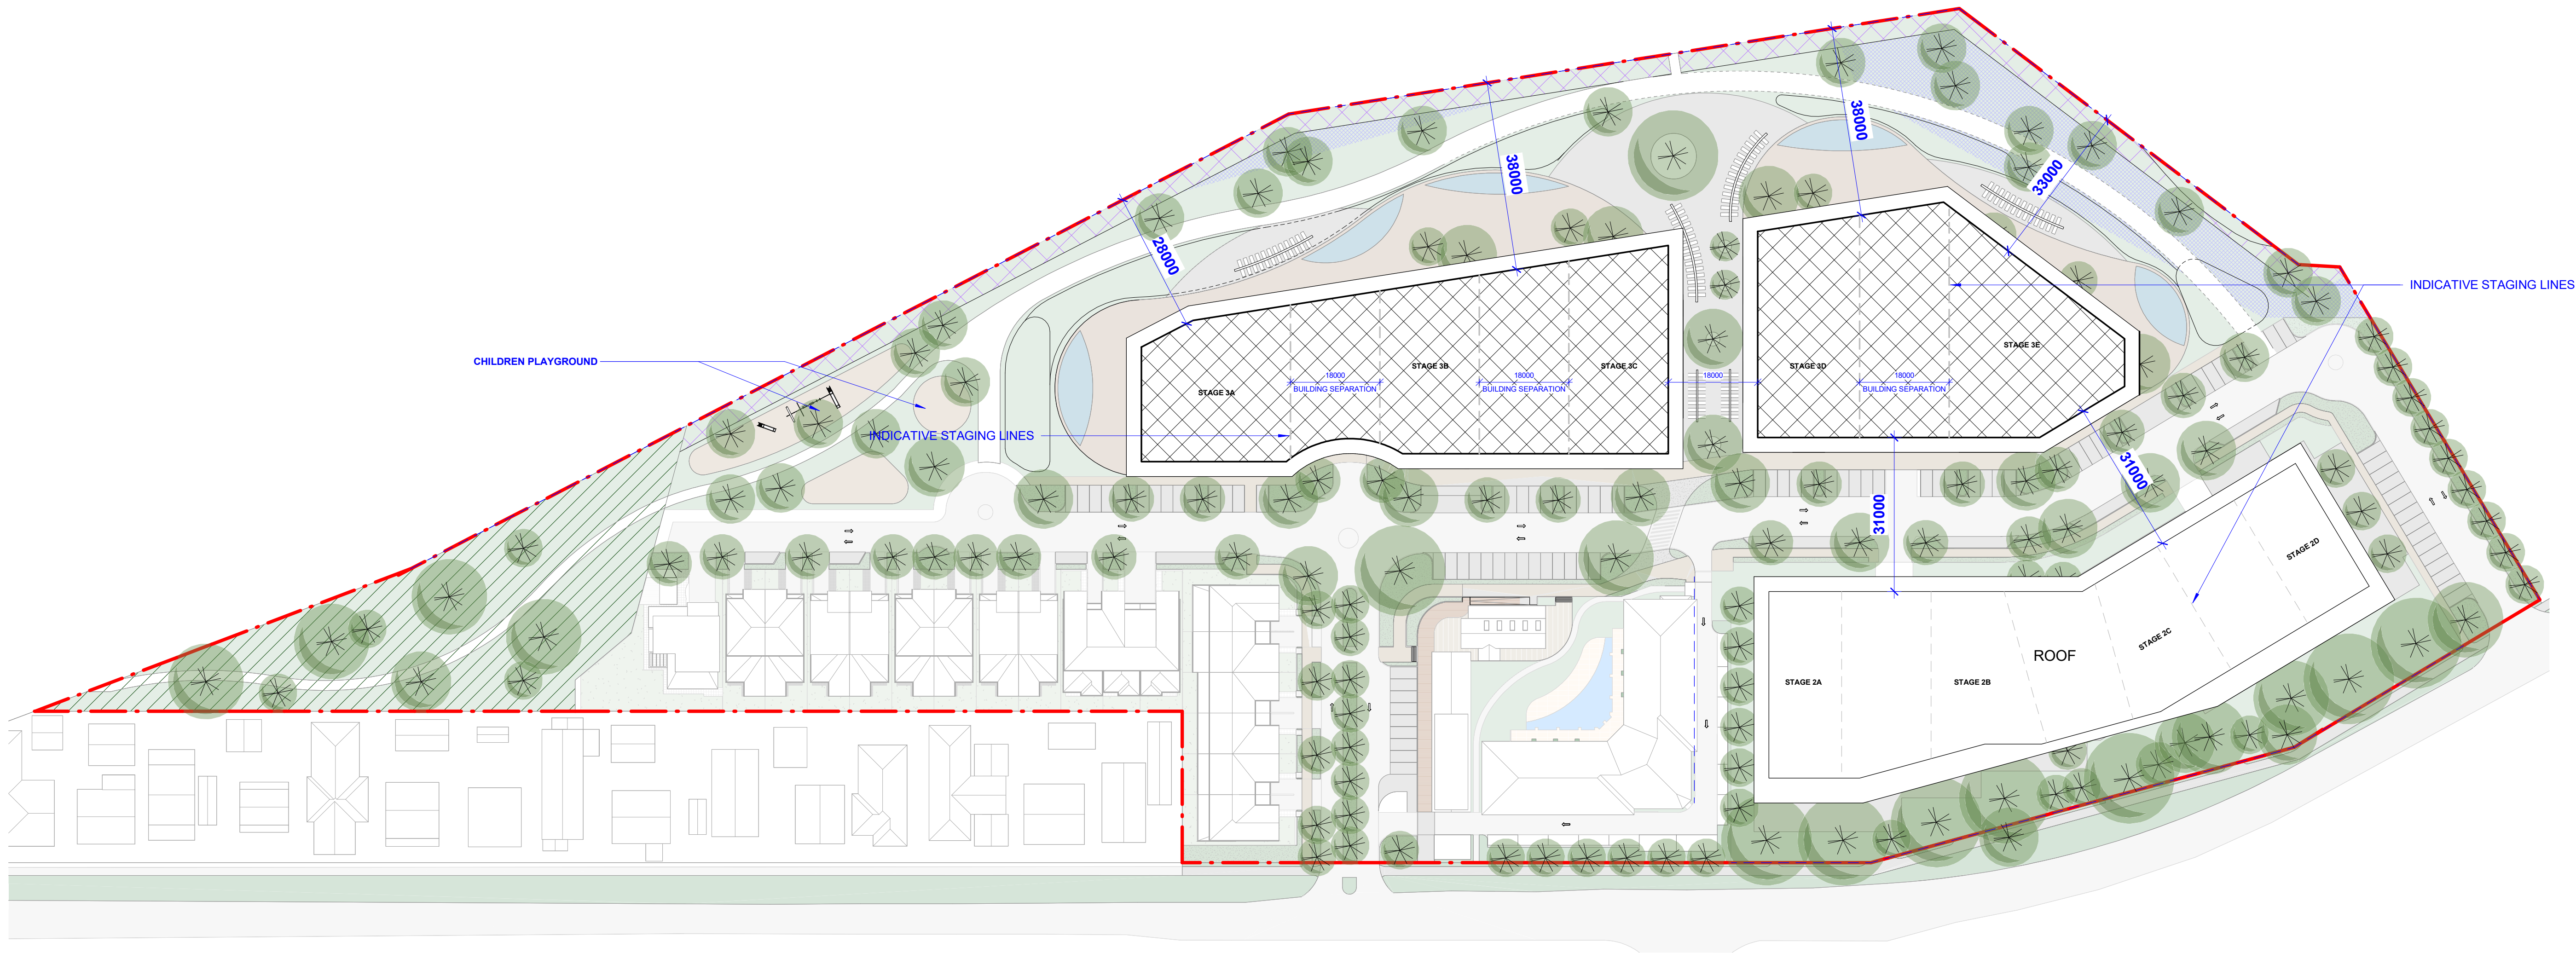 38000
38000
33000
28000
INDICATIVE STAGING LINES
CHILDREN PLAYGROUND
STAGE 3A
18000
BUILDING SEPARATION
STAGE 3B
18000
BUILDING SEPARATION
STAGE 3C
18000
STAGE 3D
18000
BUILDING SEPARATION
STAGE 3E
INDICATIVE STAGING LINES
31000
31000
STAGE 2A
STAGE 2B
ROOF
STAGE 2C
STAGE 2D